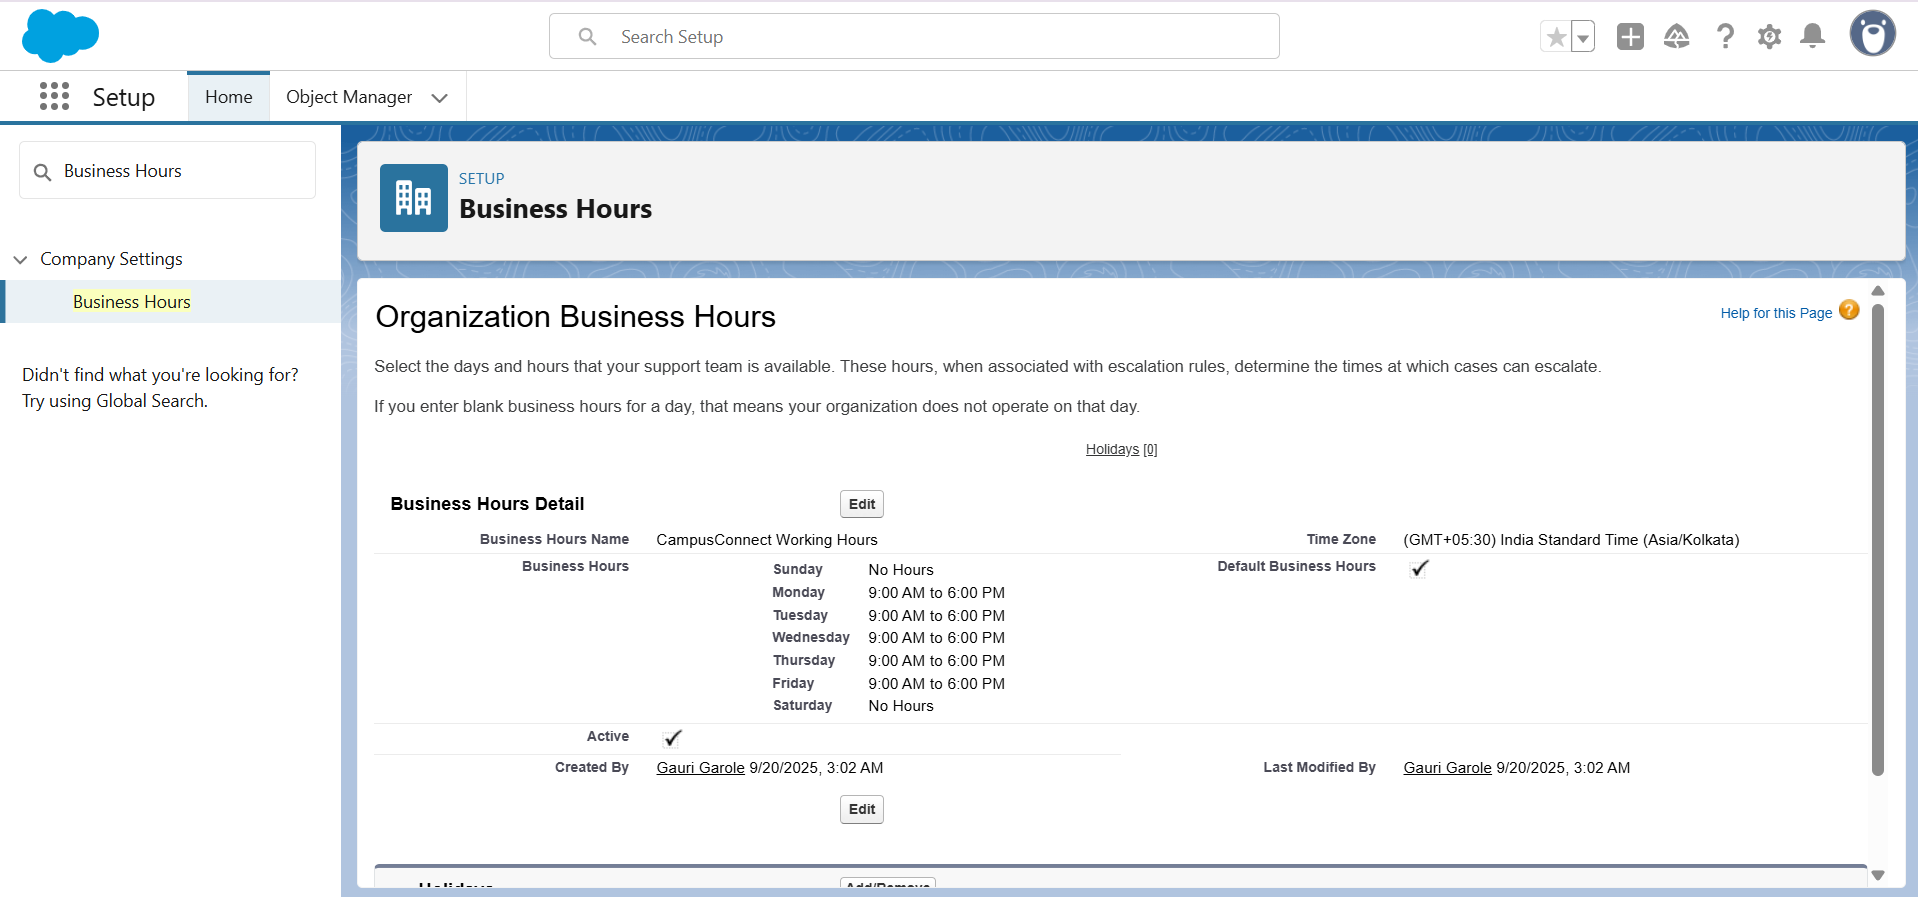 Search Setup
Setup
Home
Object Manager
Business Hours
Company Settings
Business Hours
Didn't find what you're looking for?
Try using Global Search.
SETUP
Business Hours
Organization Business Hours
Help for this Page ?
Select the days and hours that your support team is available. These hours, when associated with escalation rules, determine the times at which cases can escalate.
If you enter blank business hours for a day, that means your organization does not operate on that day.
Holidays [0]
Business Hours Detail Edit
Business Hours Name CampusConnect Working Hours Time Zone (GMT+05:30) India Standard Time (Asia/Kolkata)
Business Hours Default Business Hours
Sunday No Hours
Monday 9:00 AM to 6:00 PM
Tuesday 9:00 AM to 6:00 PM
Wednesday 9:00 AM to 6:00 PM
Thursday 9:00 AM to 6:00 PM
Friday 9:00 AM to 6:00 PM
Saturday No Hours
Active
Created By Gauri Garole 9/20/2025, 3:02 AM Last Modified By Gauri Garole 9/20/2025, 3:02 AM
Edit
Holidays Add/Remove